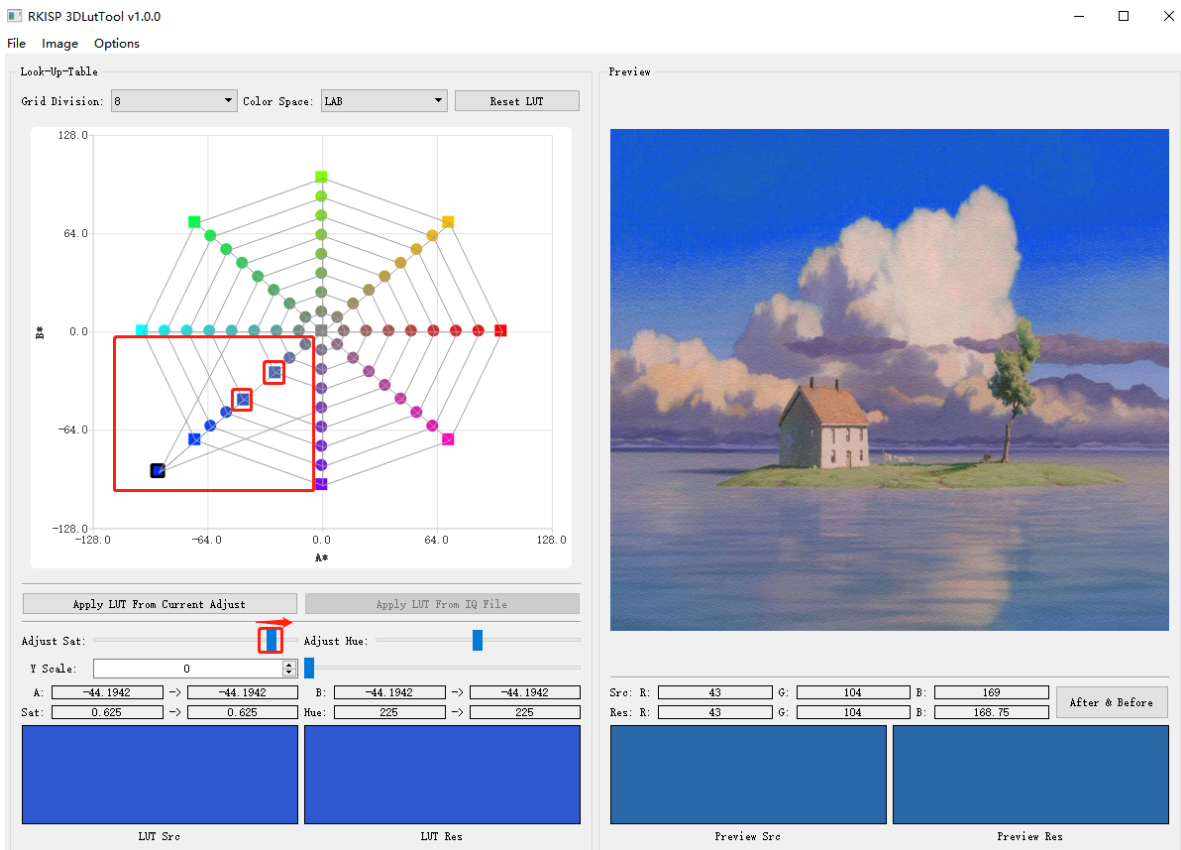 RKISP 3DLutTool v1.0.0
File Image Options
Look-Up-Table
Grid Division: 8 Color Space: LAB Reset LUT
128.0
64.0
0.0
-64.0
-128.0
B*
-128.0 -64.0 0.0 64.0 128.0
A*
Apply LUT From Current Adjust Apply LUT From IQ File
Adjust Sat: Adjust Hue:
Y Scale: 0
A: -44.1942 -> -44.1942 B: -44.1942 -> -44.1942
Sat: 0.625 -> 0.625 Hue: 225 -> 225
LUT Src LUT Res
Preview
Src: R: 43 G: 104 B: 169
Res: R: 43 G: 104 B: 168.75
After & Before
Preview Src Preview Res